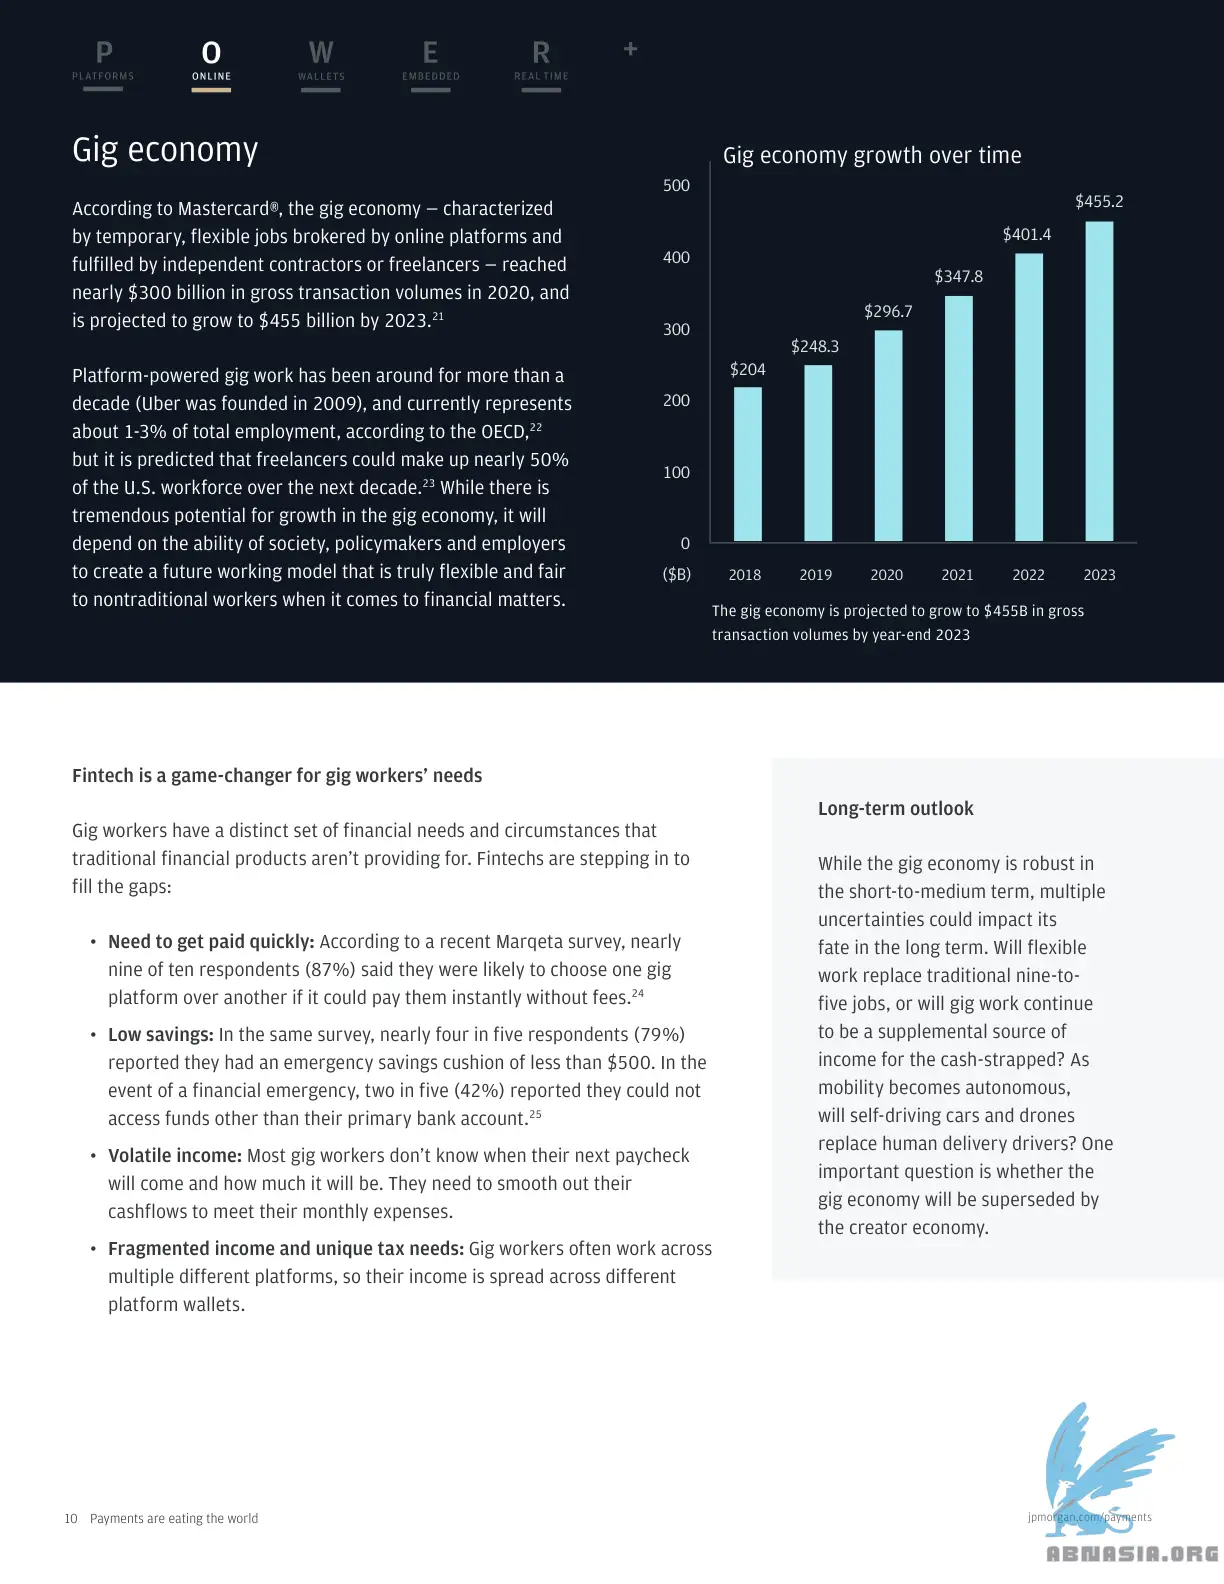 P O W E R +
PLATFORMS ONLINE WALLETS EMBEDDED REAL TIME
Gig economy
According to Mastercard®, the gig economy – characterized
by temporary, flexible jobs brokered by online platforms and
fulfilled by independent contractors or freelancers – reached
nearly $300 billion in gross transaction volumes in 2020, and
is projected to grow to $455 billion by 2023.21
Platform-powered gig work has been around for more than a
decade (Uber was founded in 2009), and currently represents
about 1-3% of total employment, according to the OECD,22
but it is predicted that freelancers could make up nearly 50%
of the U.S. workforce over the next decade.23 While there is
tremendous potential for growth in the gig economy, it will
depend on the ability of society, policymakers and employers
to create a future working model that is truly flexible and fair
to nontraditional workers when it comes to financial matters.
Gig economy growth over time
500
400
300
200
100
0
$204
$248.3
$296.7
$347.8
$401.4
$455.2
($B) 2018 2019 2020 2021 2022 2023
The gig economy is projected to grow to $455B in gross
transaction volumes by year-end 2023
Fintech is a game-changer for gig workers’ needs
Gig workers have a distinct set of financial needs and circumstances that
traditional financial products aren’t providing for. Fintechs are stepping in to
fill the gaps:
• Need to get paid quickly: According to a recent Marqeta survey, nearly
nine of ten respondents (87%) said they were likely to choose one gig
platform over another if it could pay them instantly without fees.24
• Low savings: In the same survey, nearly four in five respondents (79%)
reported they had an emergency savings cushion of less than $500. In the
event of a financial emergency, two in five (42%) reported they could not
access funds other than their primary bank account.25
• Volatile income: Most gig workers don’t know when their next paycheck
will come and how much it will be. They need to smooth out their
cashflows to meet their monthly expenses.
• Fragmented income and unique tax needs: Gig workers often work across
multiple different platforms, so their income is spread across different
platform wallets.
Long-term outlook
While the gig economy is robust in
the short-to-medium term, multiple
uncertainties could impact its
fate in the long term. Will flexible
work replace traditional nine-to-
five jobs, or will gig work continue
to be a supplemental source of
income for the cash-strapped? As
mobility becomes autonomous,
will self-driving cars and drones
replace human delivery drivers? One
important question is whether the
gig economy will be superseded by
the creator economy.
10 Payments are eating the world
jpmorgan.com/payments
ABNASIA.ORG